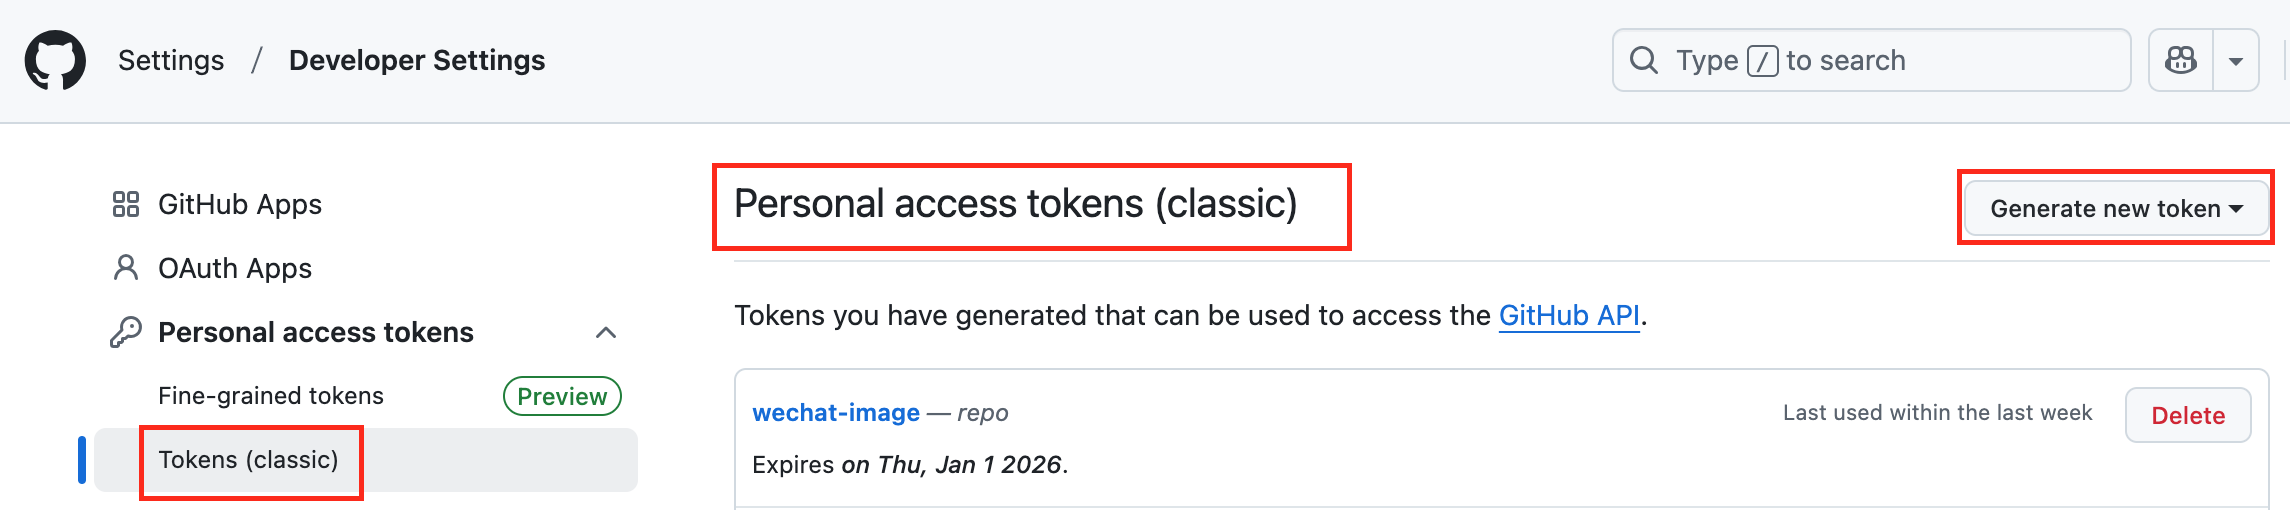 Settings / Developer Settings
Type / to search
GitHub Apps
OAuth Apps
Personal access tokens
Fine-grained tokens Preview
Tokens (classic)
Personal access tokens (classic)
Generate new token
Tokens you have generated that can be used to access the GitHub API.
wechat-image — repo
Last used within the last week
Delete
Expires on Thu, Jan 1 2026.